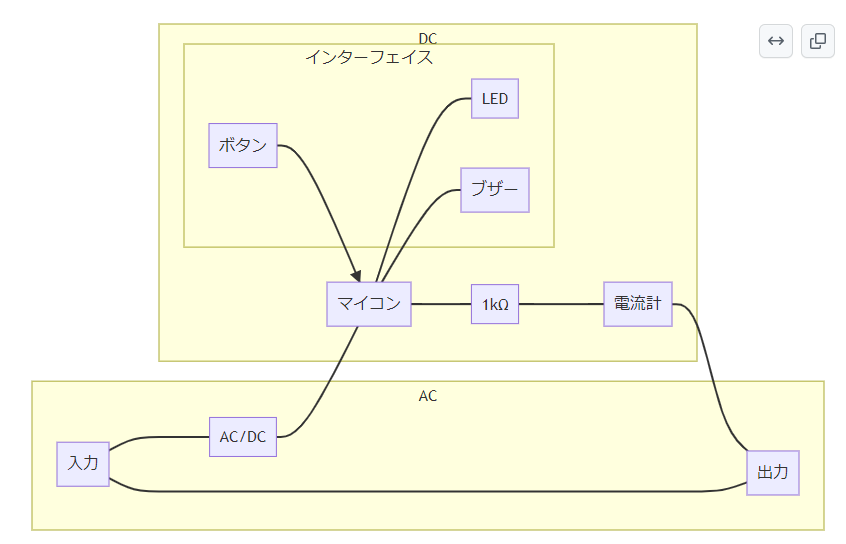 DC
インターフェイス
LED
ボタン
ブザー
マイコン
1kΩ
電流計
AC
AC/DC
入力
出力